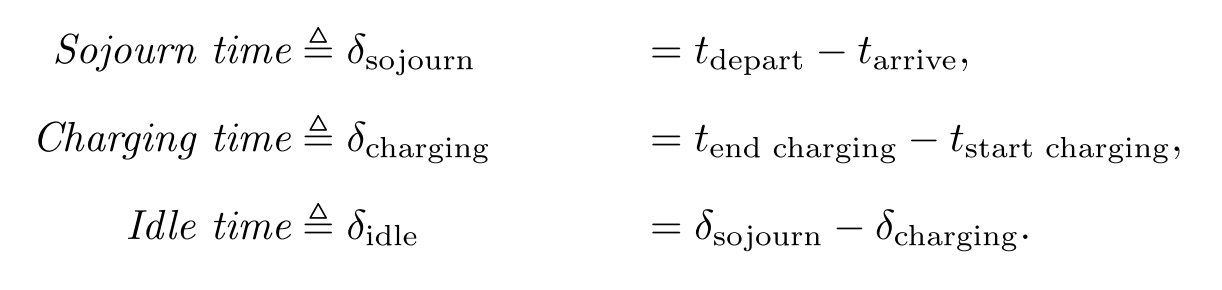 Sojourn time ≜ δ_sojourn = t_depart − t_arrive,
Charging time ≜ δ_charging = t_end charging − t_start charging,
Idle time ≜ δ_idle = δ_sojourn − δ_charging.